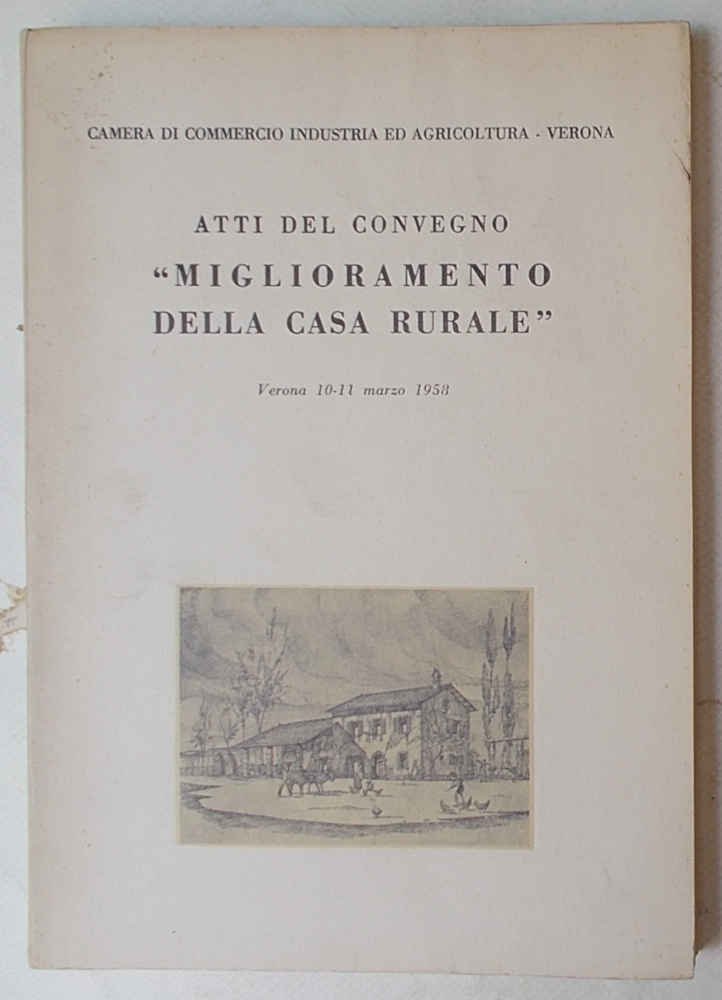 CAMERA DI COMMERCIO INDUSTRIA ED AGRICOLTURA - VERONA
ATTI DEL CONVEGNO
“MIGLIORAMENTO
DELLA CASA RURALE”
Verona 10-11 marzo 1958